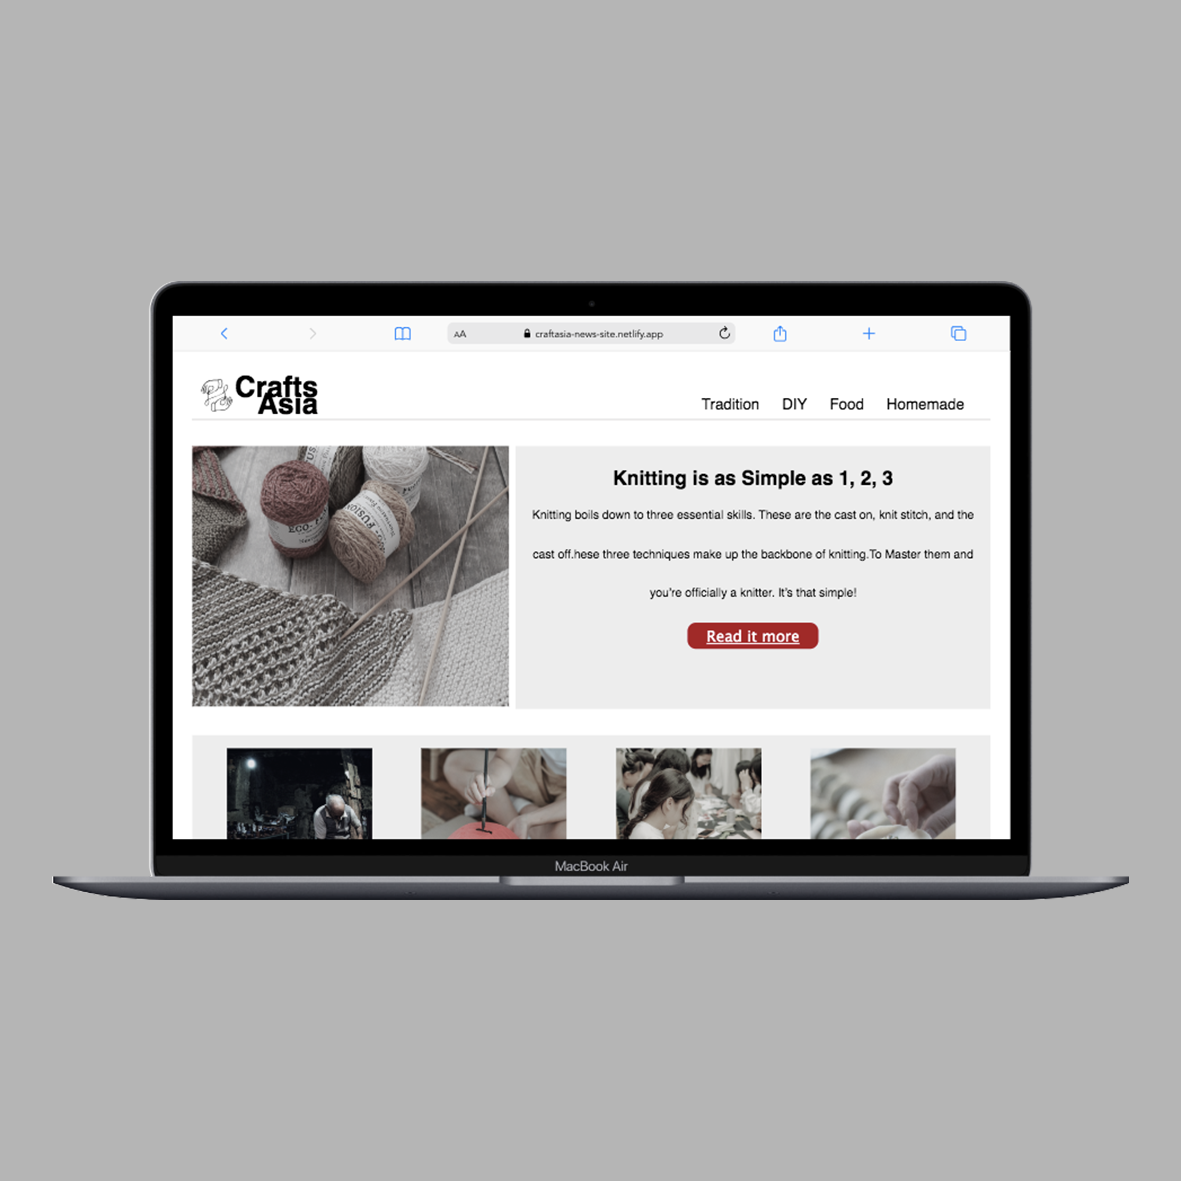 AA craftasia-news-site.netlify.app
Crafts
Asia
Tradition DIY Food Homemade
ECO-
FUSION
Knitting is as Simple as 1, 2, 3
Knitting boils down to three essential skills. These are the cast on, knit stitch, and the
cast off.hese three techniques make up the backbone of knitting.To Master them and
you're officially a knitter. It's that simple!
Read it more
MacBook Air